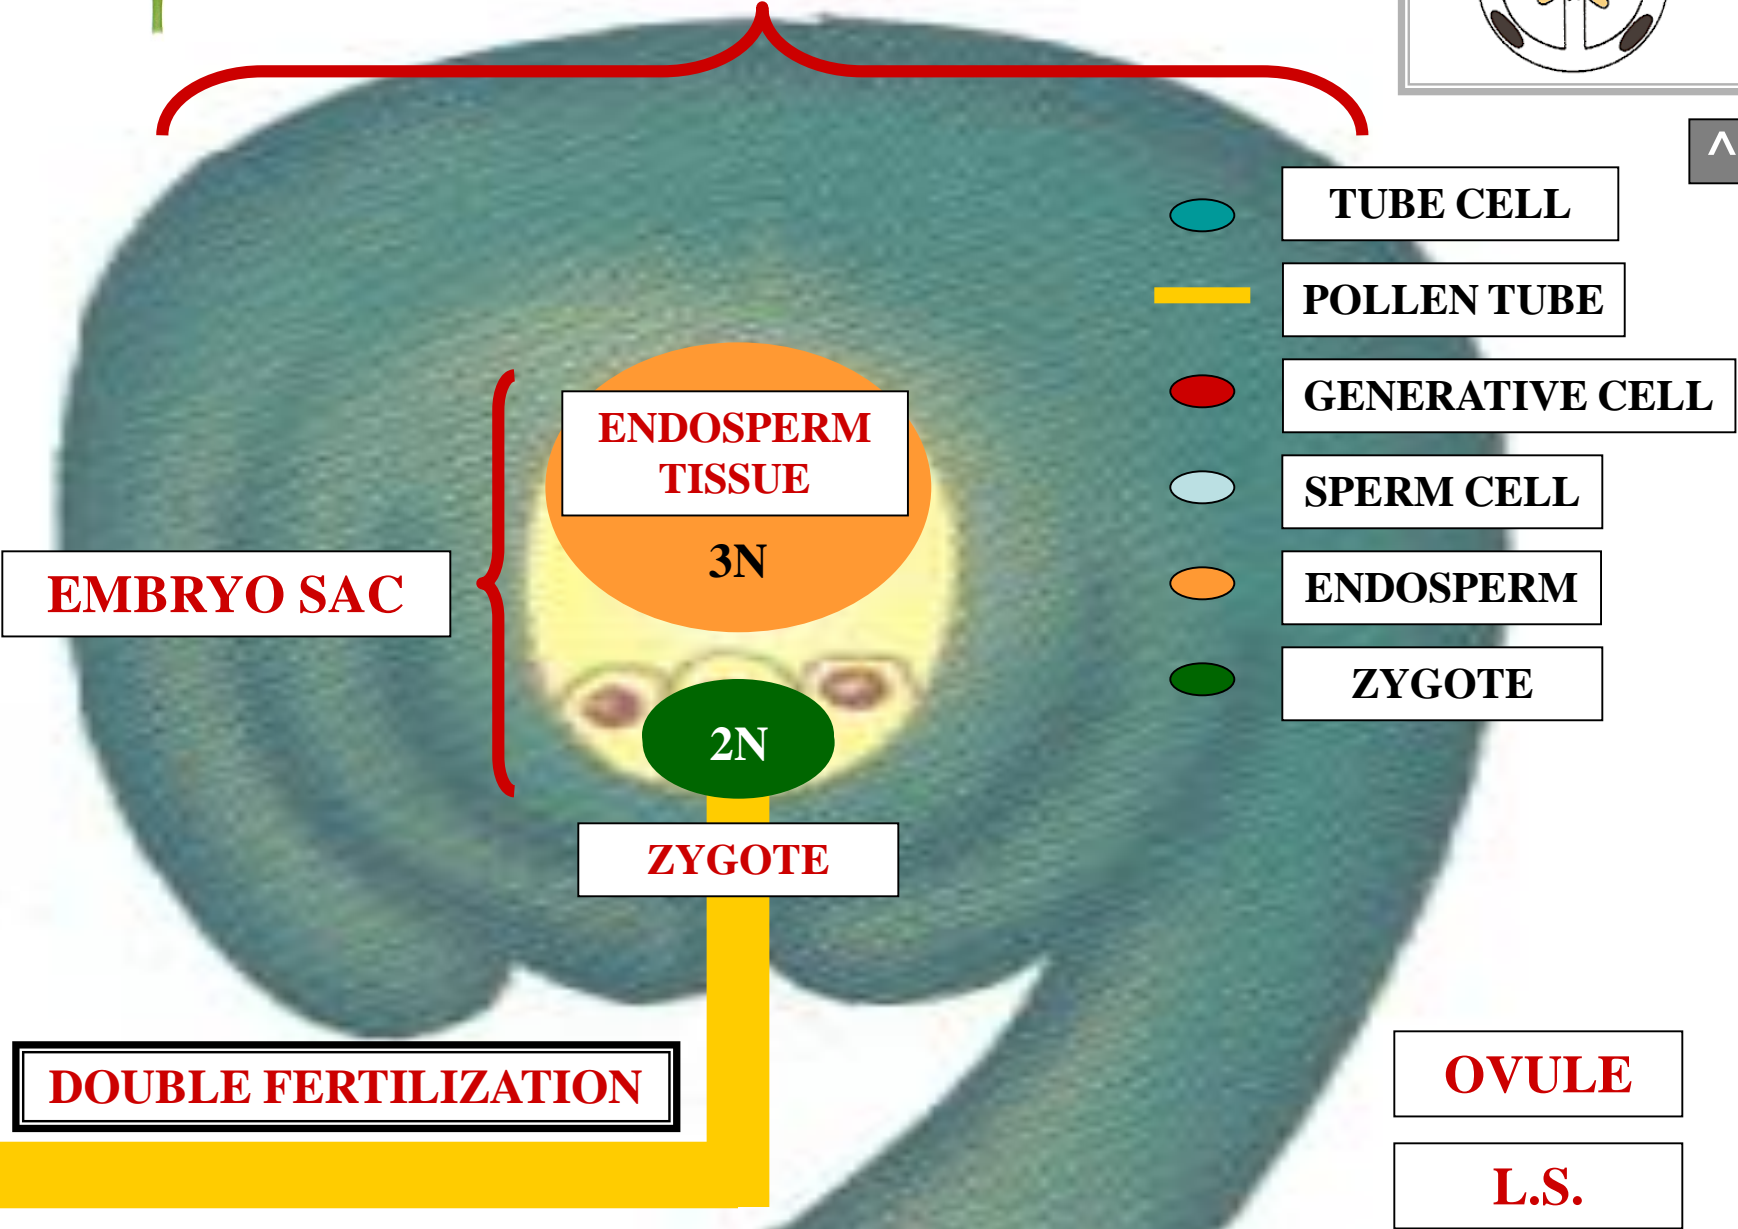 ^
TUBE CELL
POLLEN TUBE
GENERATIVE CELL
SPERM CELL
ENDOSPERM
ZYGOTE
ENDOSPERM
TISSUE
3N
EMBRYO SAC
2N
ZYGOTE
DOUBLE FERTILIZATION
OVULE
L.S.